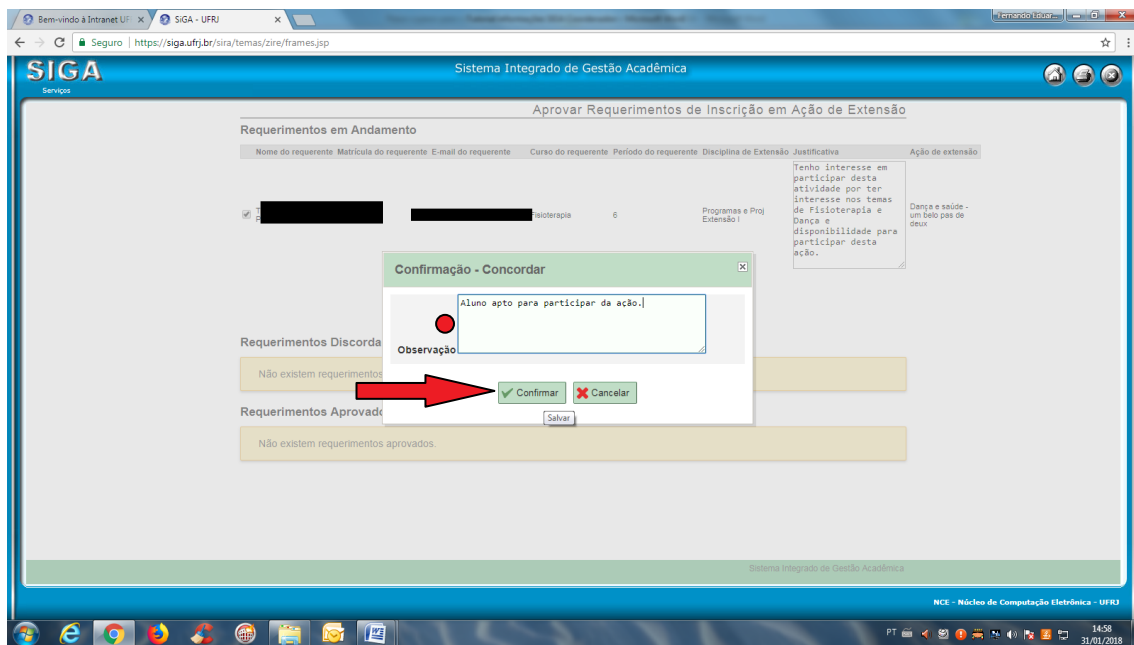 Bem-vindo à Intranet UF
SiGA - UFRJ
Fernando Eduar...
Seguro | https://siga.ufrj.br/sira/temas/zire/frames.jsp
SIGA
Serviços
Sistema Integrado de Gestão Acadêmica
Aprovar Requerimentos de Inscrição em Ação de Extensão
Requerimentos em Andamento
Nome do requerente Matrícula do requerente E-mail do requerente Curso do requerente Período do requerente Disciplina de Extensão Justificativa Ação de extensão
Fisioterapia
6
Programas e Proj
Extensão I
Tenho interesse em
participar desta
atividade por ter
interesse nos temas
de Fisioterapia e
Dança e
disponibilidade para
participar desta
ação.
Dança e saúde -
um belo pas de
deux
Confirmação - Concordar
Aluno apto para participar da ação.
Observação
Confirmar
Cancelar
Salvar
Requerimentos Discorda
Não existem requerimentos
Requerimentos Aprovado
Não existem requerimentos aprovados.
Sistema Integrado de Gestão Acadêmica
NCE - Núcleo de Computação Eletrônica - UFRJ
PT
14:58
31/01/2018